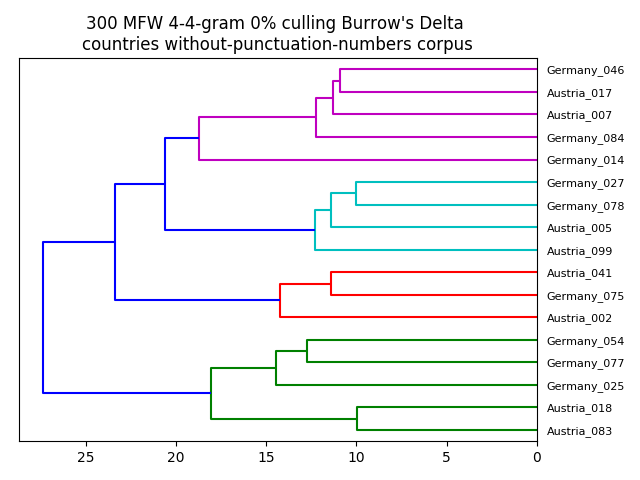 300 MFW 4-4-gram 0% culling Burrow's Delta
countries without-punctuation-numbers corpus
Germany_046
Austria_017
Austria_007
Germany_084
Germany_014
Germany_027
Germany_078
Austria_005
Austria_099
Austria_041
Germany_075
Austria_002
Germany_054
Germany_077
Germany_025
Austria_018
Austria_083
25 20 15 10 5 0